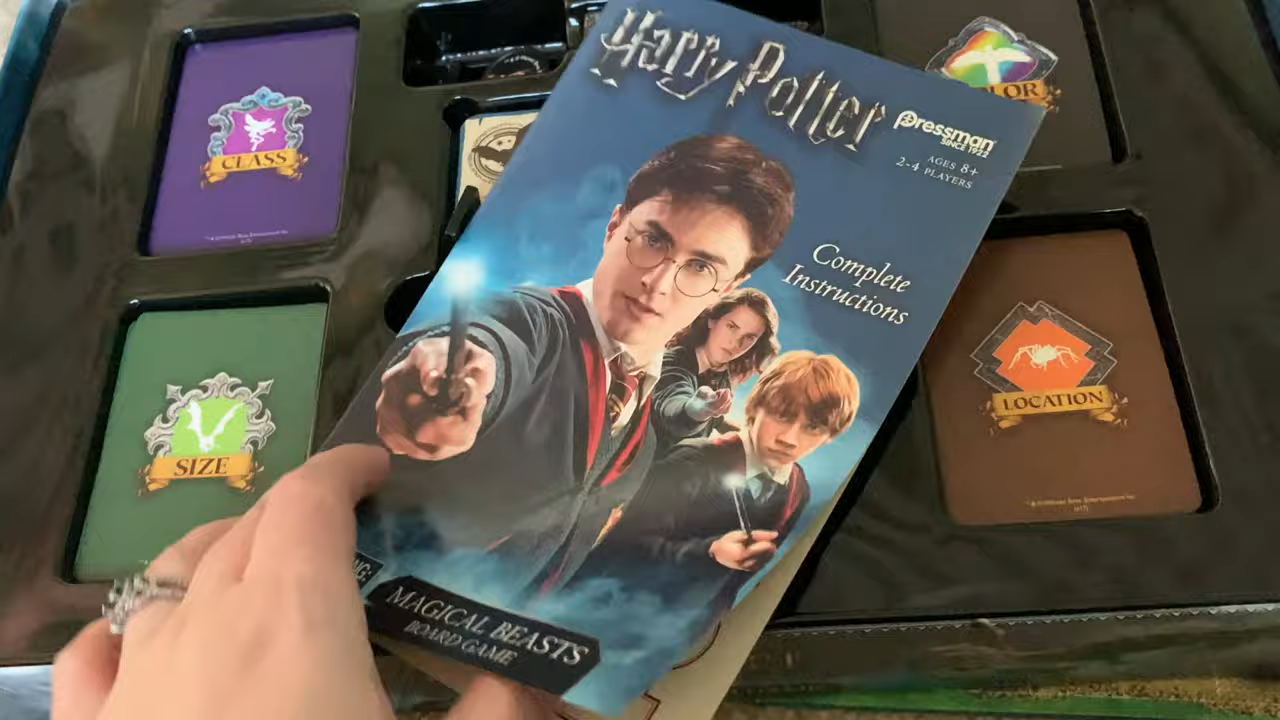 Harry Potter
Pressman
SINCE 1922
AGES 8+
2-4 PLAYERS
Complete
Instructions
MAGICAL BEASTS
BOARD GAME
CLASS
SIZE
LOR
LOCATION